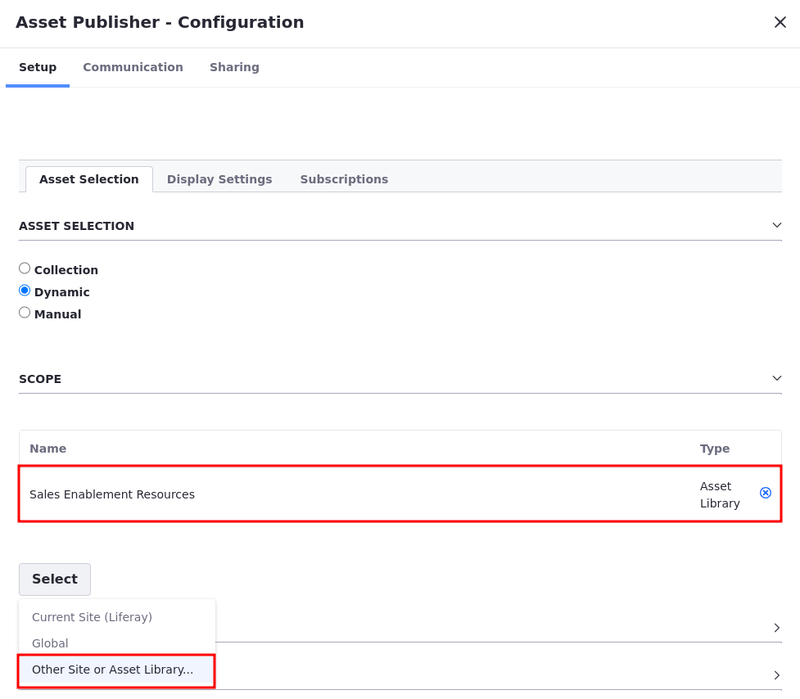 Asset Publisher - Configuration
Setup Communication Sharing
Asset Selection Display Settings Subscriptions
ASSET SELECTION
Collection
Dynamic
Manual
SCOPE
Name Type
Sales Enablement Resources Asset Library
Select
Current Site (Liferay)
Global
Other Site or Asset Library...